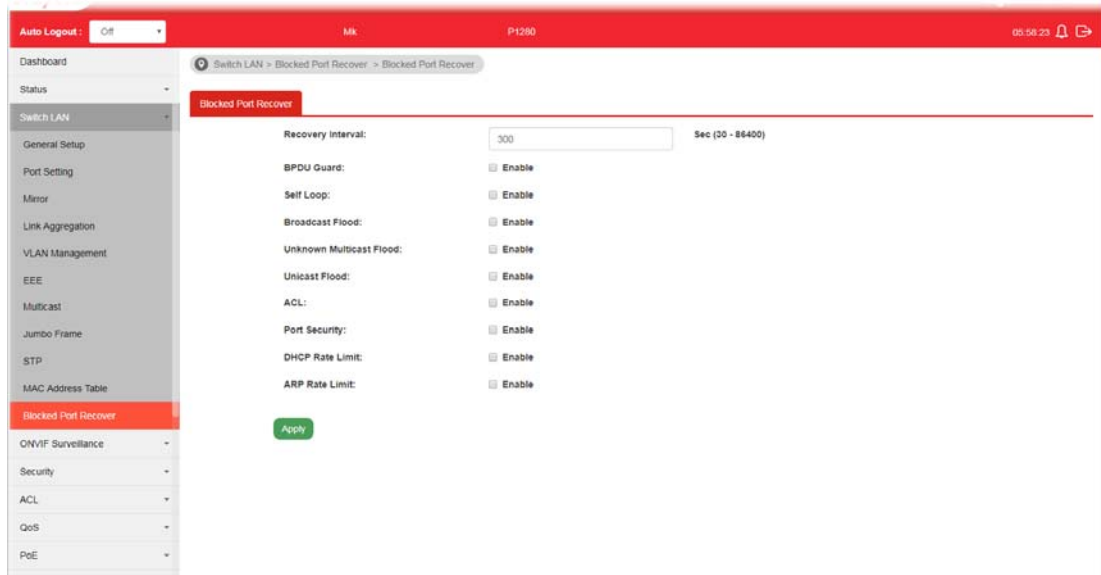 Auto Logout : Off Mk P1280 05:58:23
Dashboard
Switch LAN > Blocked Port Recover > Blocked Port Recover
Status
Switch LAN
General Setup
Port Setting
Mirror
Link Aggregation
VLAN Management
EEE
Multicast
Jumbo Frame
STP
MAC Address Table
Blocked Port Recover
ONVIF Surveillance
Security
ACL
QoS
PoE
Blocked Port Recover
Recovery Interval: 300 Sec (30 - 86400)
BPDU Guard: Enable
Self Loop: Enable
Broadcast Flood: Enable
Unknown Multicast Flood: Enable
Unicast Flood: Enable
ACL: Enable
Port Security: Enable
DHCP Rate Limit: Enable
ARP Rate Limit: Enable
Apply